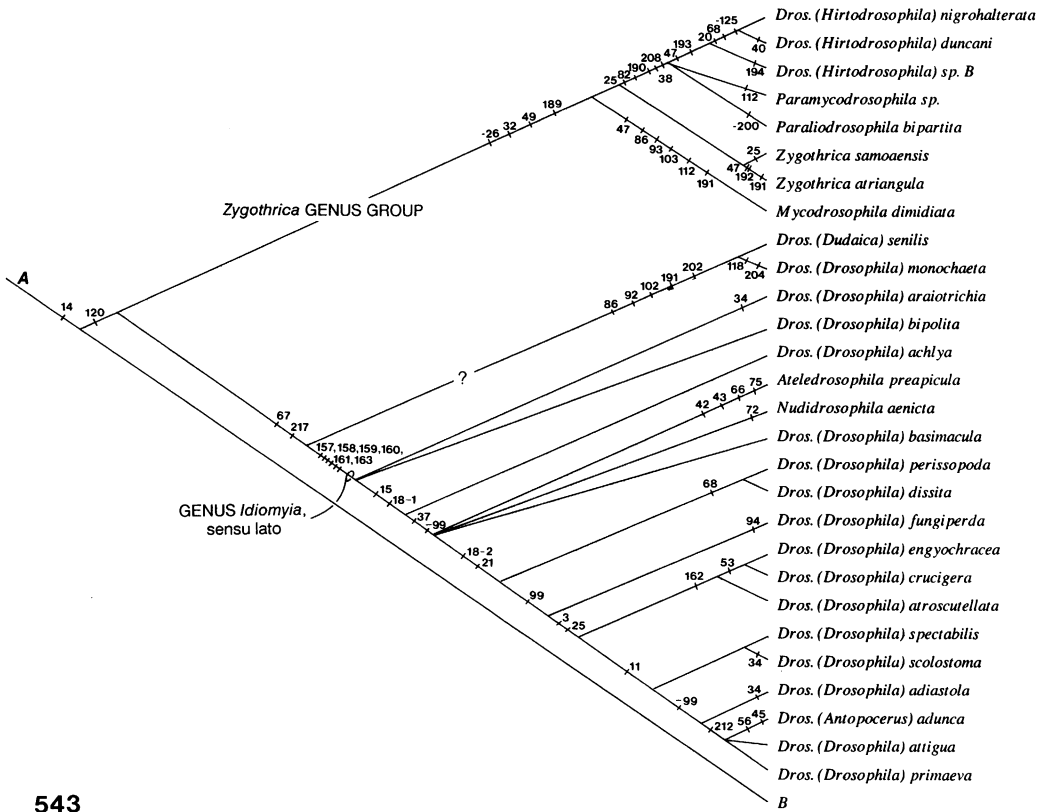 Dros. (Hirtodrosophila) nigrohalterata
-125
68
20
40
Dros. (Hirtodrosophila) duncani
193
47
208
190
82
25
38
194
Dros. (Hirtodrosophila) sp. B
112
Paramycodrosophila sp.
-200
Paraliodrosophila bipartita
189
49
32
-26
47
86
93
103
112
191
25
Zygothrica samoaensis
47
192
191
Zygothrica atriangula
Mycodrosophila dimidiata
Zygothrica GENUS GROUP
Dros. (Dudaica) senilis
A
14
120
86
92
102
191
202
118
204
Dros. (Drosophila) monochaeta
34
Dros. (Drosophila) araiotrichia
Dros. (Drosophila) bipolita
Dros. (Drosophila) achlya
?
42
43
66
75
Ateledrosophila preapicula
72
Nudidrosophila aenicta
67
217
Dros. (Drosophila) basimacula
157, 158, 159, 160,
161, 163
Dros. (Drosophila) perissopoda
68
Dros. (Drosophila) dissita
GENUS Idiomyia,
sensu lato
15
18-1
37
-99
94
Dros. (Drosophila) fungiperda
18-2
21
162
53
Dros. (Drosophila) engyochracea
Dros. (Drosophila) crucigera
99
3
25
Dros. (Drosophila) atroscutellata
Dros. (Drosophila) spectabilis
11
34
Dros. (Drosophila) scolostoma
-99
34
Dros. (Drosophila) adiastola
212
56
45
Dros. (Antopocerus) adunca
Dros. (Drosophila) attigua
Dros. (Drosophila) primaeva
B
543